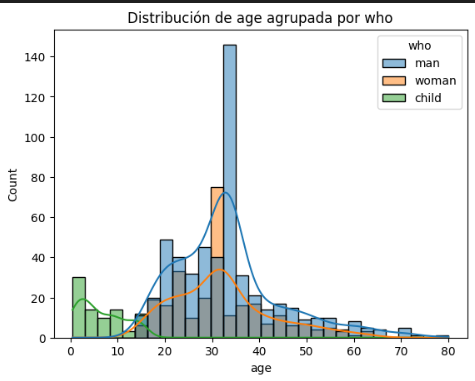 Distribución de age agrupada por who
who
man
woman
child
Count
140
120
100
80
60
40
20
0
0 10 20 30 40 50 60 70 80
age